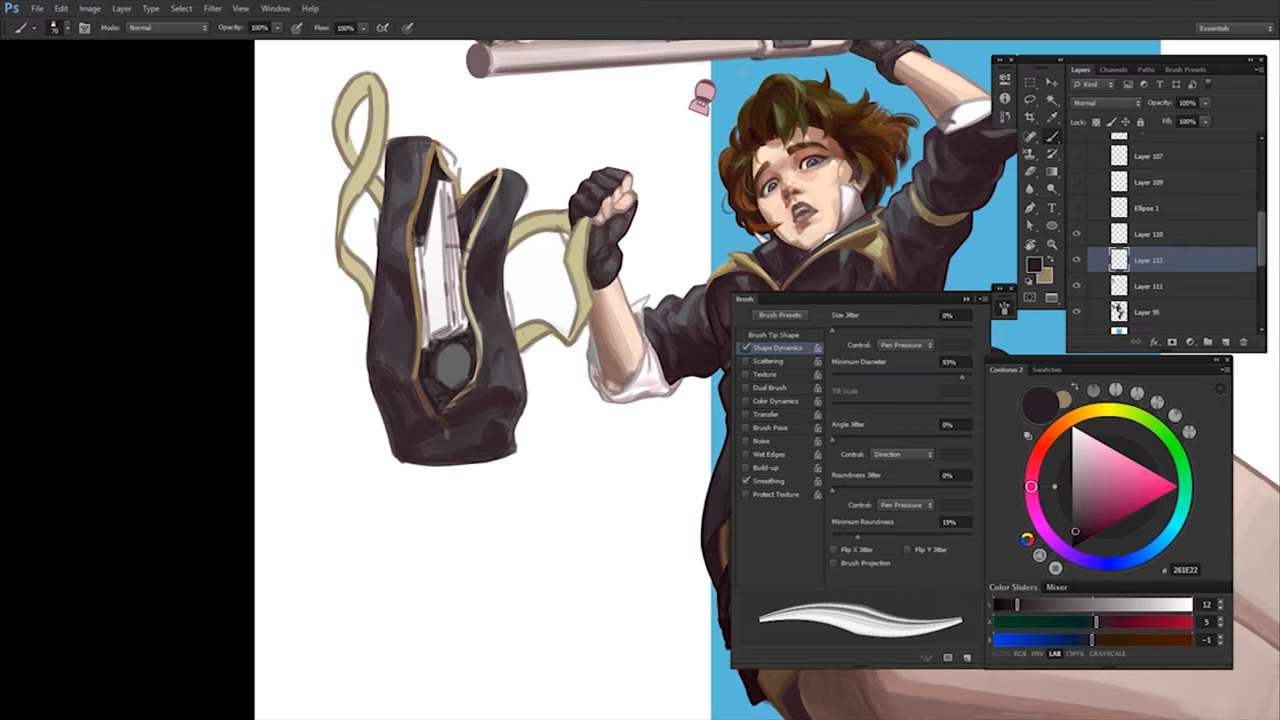 Ps File Edit Image Layer Type Select Filter View Window Help
70 Mode: Normal Opacity: 100% Flow: 100% Essentials
Layers Channels Paths Brush Presets
Kind
Normal Opacity: 100%
Lock: Fill: 100%
Layer 107
Layer 109
Ellipse 1
Layer 110
Layer 112
Layer 111
Layer 95
fx
Brush
Brush Presets Size Jitter 0%
Brush Tip Shape
Shape Dynamics Control: Pen Pressure
Scattering Minimum Diameter 93%
Texture
Dual Brush Tilt Scale
Color Dynamics
Transfer Angle Jitter 0%
Brush Pose
Noise
Wet Edges Control: Direction
Build-up
Smoothing Roundness Jitter 0%
Protect Texture
Control: Pen Pressure
Minimum Roundness 19%
Flip X Jitter Flip Y Jitter
Brush Projection
Coolorus 2 Swatches
# 261E22
Color Sliders Mixer
L 12
A 5
B -1
RGB HSV LAB CMYK GRAYSCALE